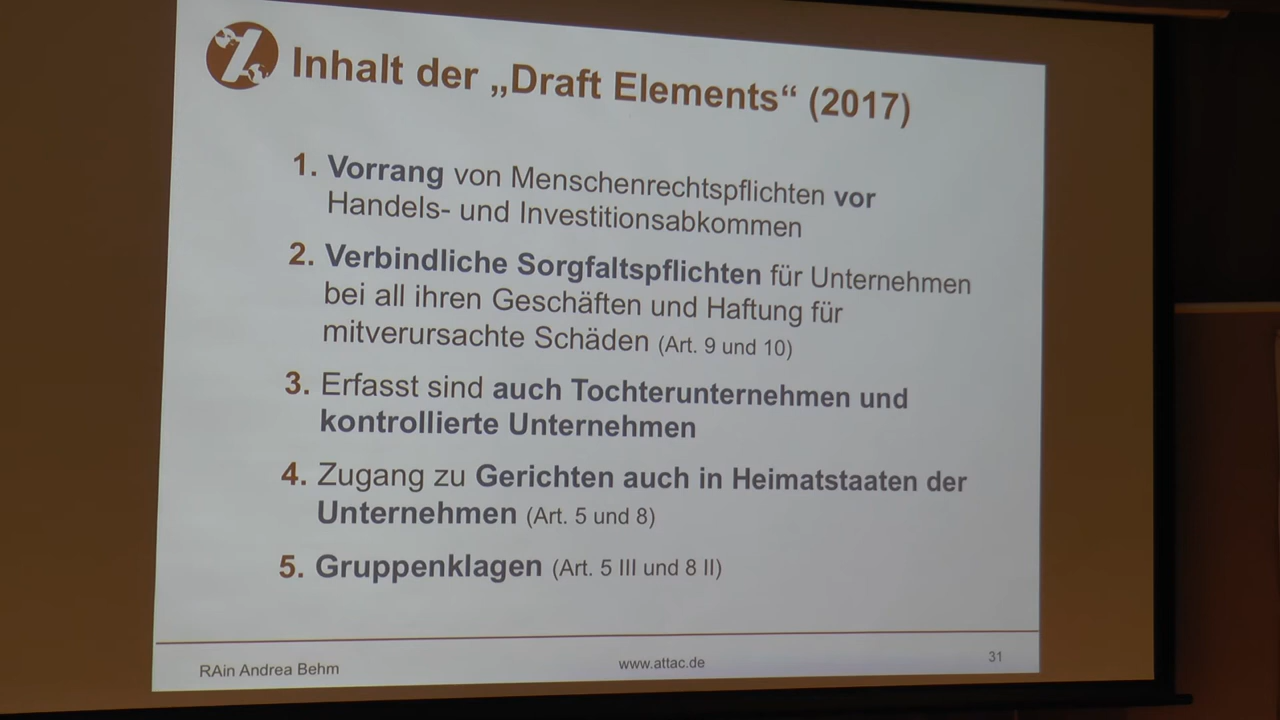 Inhalt der „Draft Elements“ (2017)
1. Vorrang von Menschenrechtspflichten vor
Handels- und Investitionsabkommen
2. Verbindliche Sorgfaltspflichten für Unternehmen
bei all ihren Geschäften und Haftung für
mitverursachte Schäden (Art. 9 und 10)
3. Erfasst sind auch Tochterunternehmen und
kontrollierte Unternehmen
4. Zugang zu Gerichten auch in Heimatstaaten der
Unternehmen (Art. 5 und 8)
5. Gruppenklagen (Art. 5 III und 8 II)
RAin Andrea Behm
www.attac.de
31